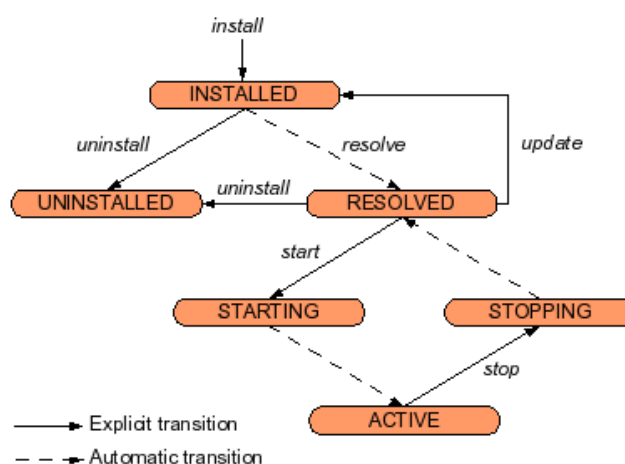 install
INSTALLED
uninstall
resolve
update
UNINSTALLED
uninstall
RESOLVED
start
STARTING
STOPPING
stop
ACTIVE
Explicit transition
Automatic transition